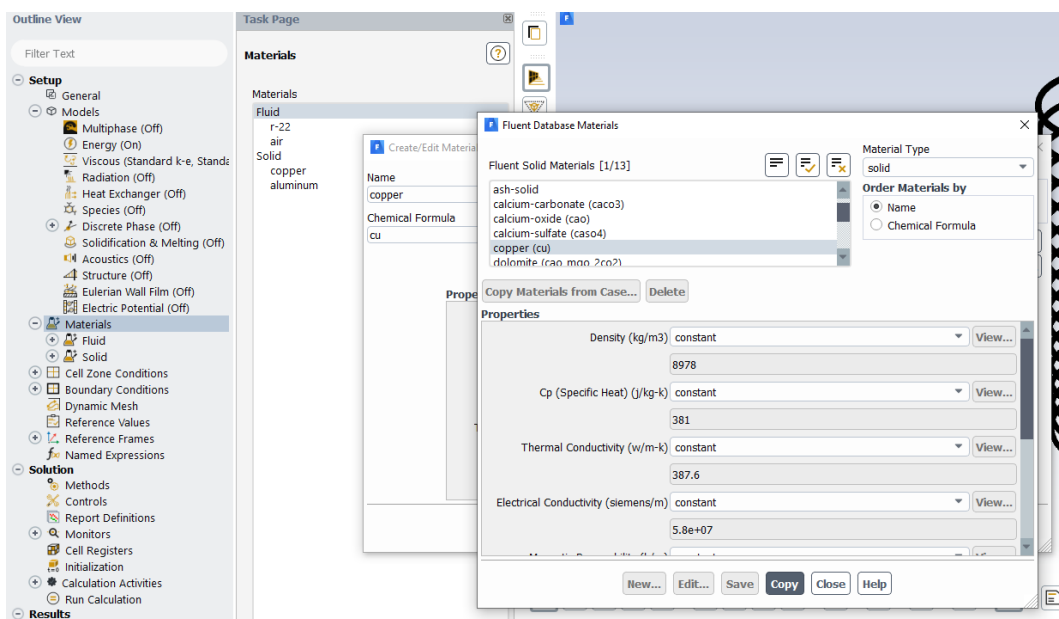 Outline View
Filter Text
Setup
General
Models
Multiphase (Off)
Energy (On)
Viscous (Standard k-e, Standa
Radiation (Off)
Heat Exchanger (Off)
Species (Off)
Discrete Phase (Off)
Solidification & Melting (Off)
Acoustics (Off)
Structure (Off)
Eulerian Wall Film (Off)
Electric Potential (Off)
Materials
Fluid
Solid
Cell Zone Conditions
Boundary Conditions
Dynamic Mesh
Reference Values
Reference Frames
Named Expressions
Solution
Methods
Controls
Report Definitions
Monitors
Cell Registers
Initialization
Calculation Activities
Run Calculation
Results
Task Page
Materials
Materials
Fluid
r-22
air
Solid
copper
aluminum
Create/Edit Materia
Name
copper
Chemical Formula
cu
Prope
Fluent Database Materials
Fluent Solid Materials [1/13]
ash-solid
calcium-carbonate (caco3)
calcium-oxide (cao)
calcium-sulfate (caso4)
copper (cu)
dolomite (cao_mgo_2co2)
Material Type
solid
Order Materials by
Name
Chemical Formula
Copy Materials from Case... Delete
Properties
Density (kg/m3) constant View...
8978
Cp (Specific Heat) (j/kg-k) constant View...
381
Thermal Conductivity (w/m-k) constant View...
387.6
Electrical Conductivity (siemens/m) constant View...
5.8e+07
New... Edit... Save Copy Close Help